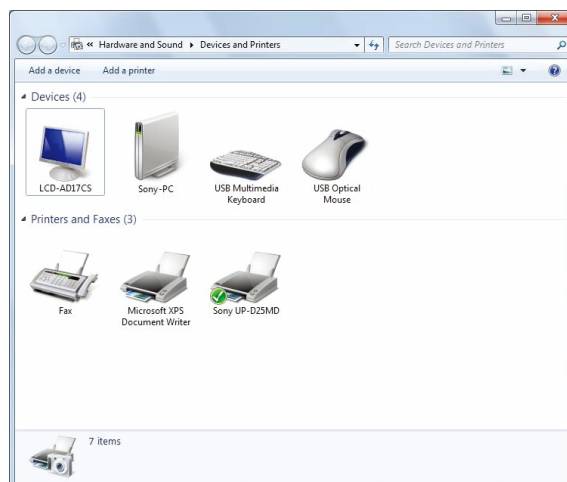 « Hardware and Sound ▸ Devices and Printers
Search Devices and Printers
Add a device Add a printer
Devices (4)
LCD-AD17CS
Sony-PC
USB Multimedia
Keyboard
USB Optical
Mouse
Printers and Faxes (3)
Fax
Microsoft XPS
Document Writer
Sony UP-D25MD
7 items